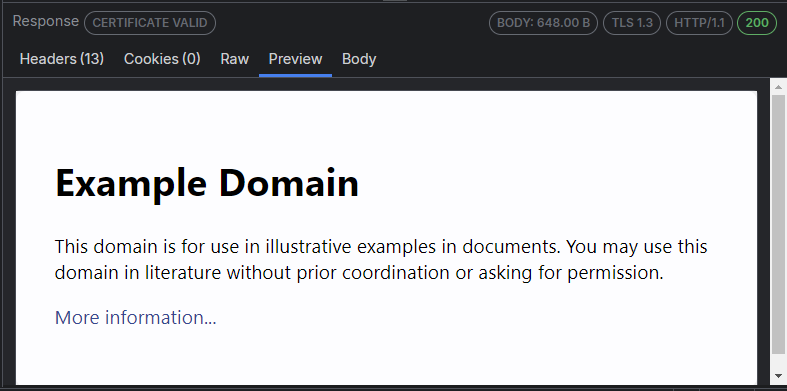 Response CERTIFICATE VALID BODY: 648.00 B TLS 1.3 HTTP/1.1 200
Headers (13) Cookies (0) Raw Preview Body
Example Domain
This domain is for use in illustrative examples in documents. You may use this
domain in literature without prior coordination or asking for permission.
More information...